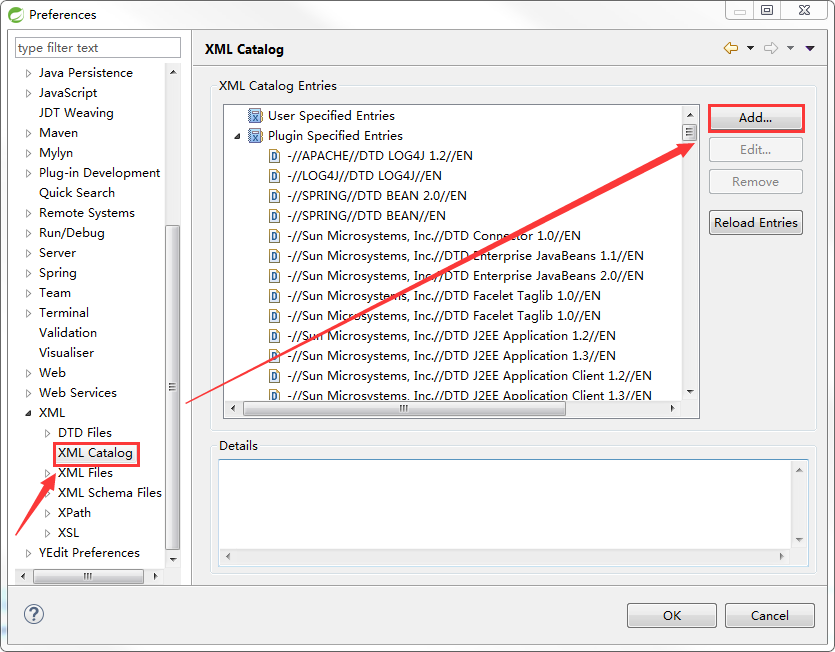 Preferences
type filter text
Java Persistence
JavaScript
JDT Weaving
Maven
Mylyn
Plug-in Development
Quick Search
Remote Systems
Run/Debug
Server
Spring
Team
Terminal
Validation
Visualiser
Web
Web Services
XML
DTD Files
XML Catalog
XML Files
XML Schema Files
XPath
XSL
YEdit Preferences
XML Catalog
XML Catalog Entries
User Specified Entries
Plugin Specified Entries
-//APACHE//DTD LOG4J 1.2//EN
-//LOG4J//DTD LOG4J//EN
-//SPRING//DTD BEAN 2.0//EN
-//SPRING//DTD BEAN//EN
-//Sun Microsystems, Inc.//DTD Connector 1.0//EN
-//Sun Microsystems, Inc.//DTD Enterprise JavaBeans 1.1//EN
-//Sun Microsystems, Inc.//DTD Enterprise JavaBeans 2.0//EN
-//Sun Microsystems, Inc.//DTD Facelet Taglib 1.0//EN
-//Sun Microsystems, Inc.//DTD Facelet Taglib 1.0//EN
-//Sun Microsystems, Inc.//DTD J2EE Application 1.2//EN
-//Sun Microsystems, Inc.//DTD J2EE Application 1.3//EN
-//Sun Microsystems, Inc.//DTD J2EE Application Client 1.2//EN
-//Sun Microsystems, Inc.//DTD J2EE Application Client 1.3//EN
Add...
Edit...
Remove
Reload Entries
Details
?
OK
Cancel